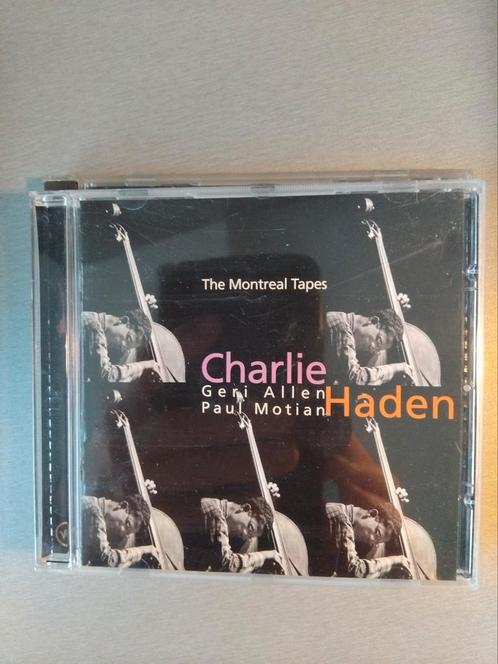 The Montreal Tapes
Charlie
Geri Allen
Paul Motian
Haden